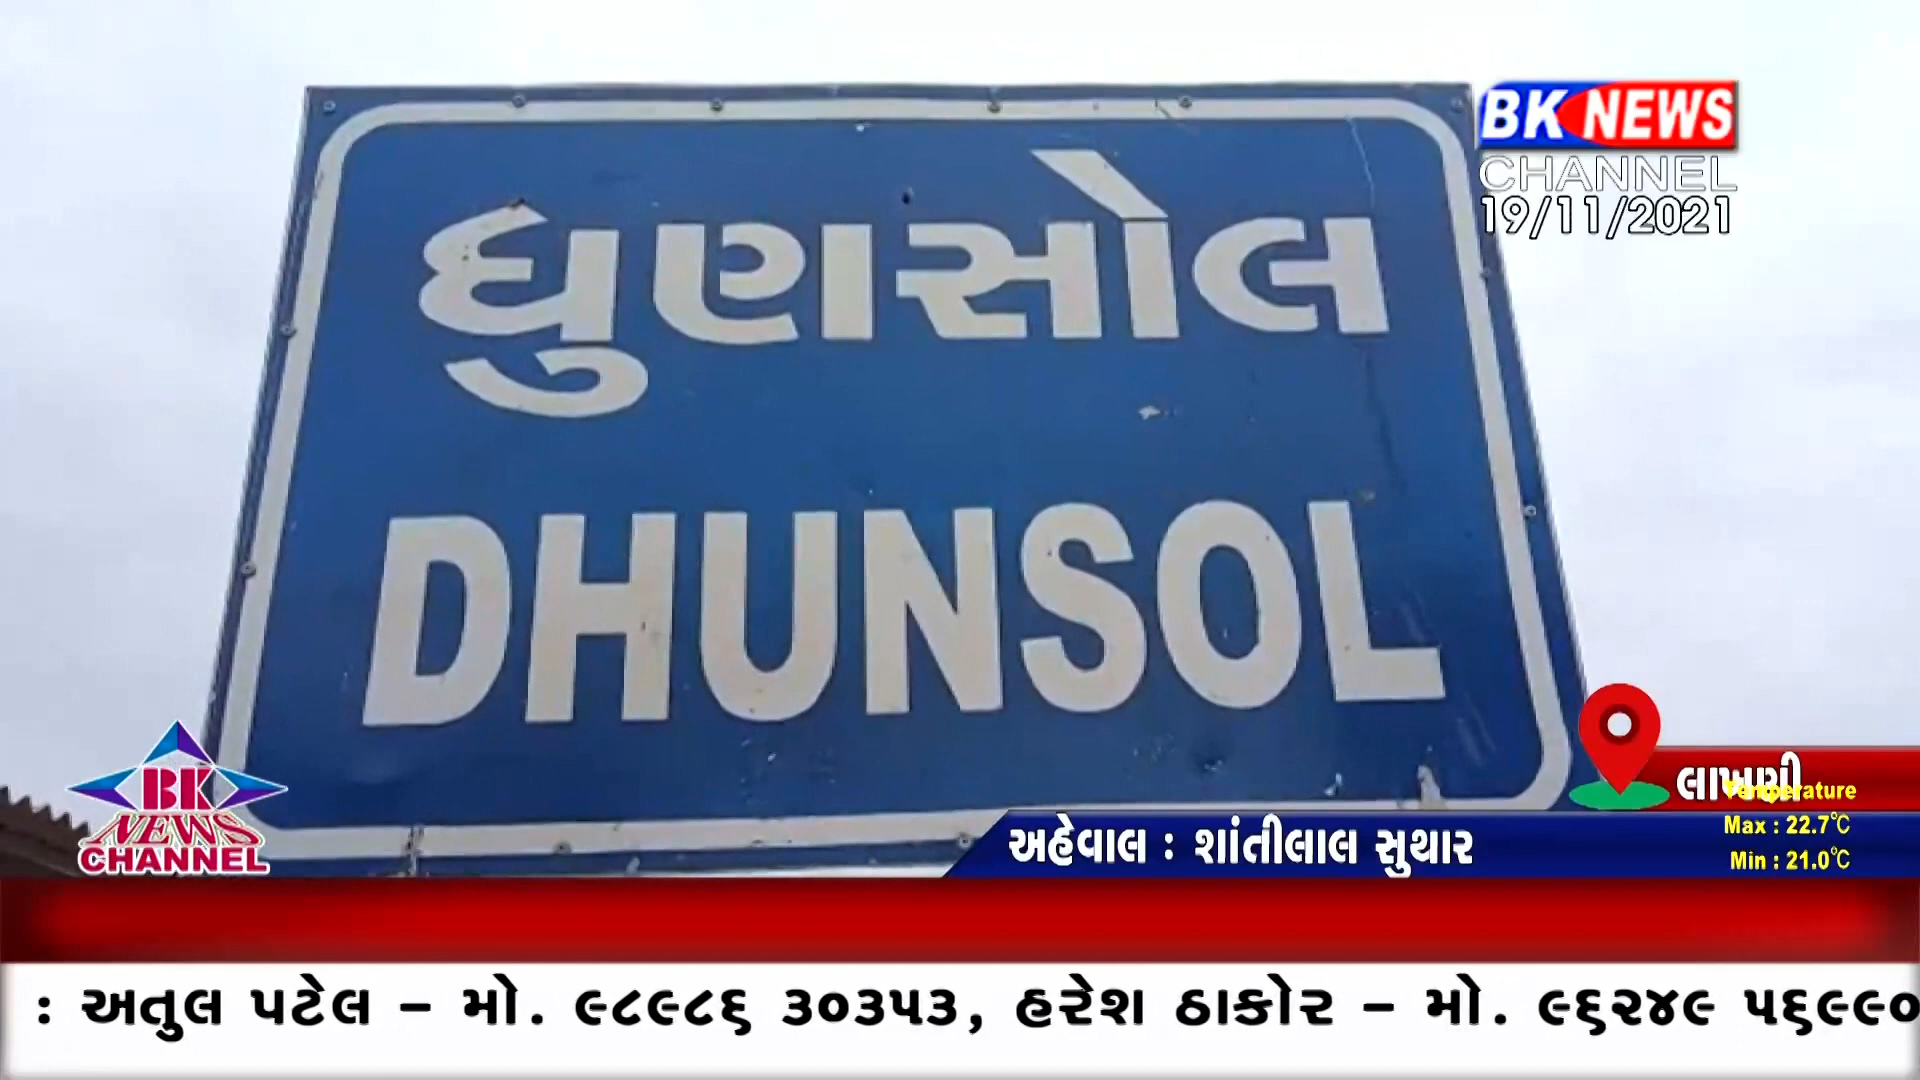 BK NEWS
CHANNEL
19/11/2021
ધુણસોલ
DHUNSOL
BK
NEWS
CHANNEL
લાખણી
Temperature
Max : 22.7°C
Min : 21.0°C
અહેવાલ : શાંતીલાલ સુથાર
: અતુલ પટેલ – મો. ૯૮૯૮૬ ૩૦૩૫૩, હરેશ ઠાકોર – મો. ૯૬૨૪૯ ૫૬૯૯૦